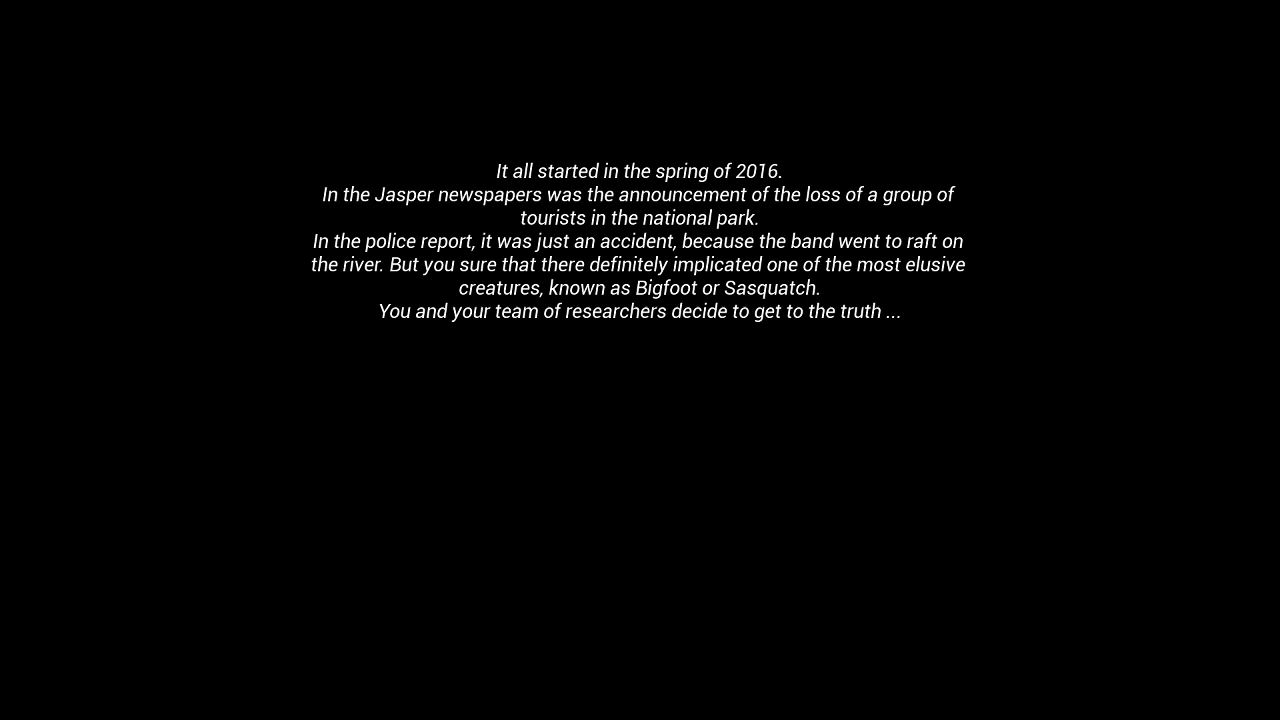 It all started in the spring of 2016.
In the Jasper newspapers was the announcement of the loss of a group of
tourists in the national park.
In the police report, it was just an accident, because the band went to raft on
the river. But you sure that there definitely implicated one of the most elusive
creatures, known as Bigfoot or Sasquatch.
You and your team of researchers decide to get to the truth ...